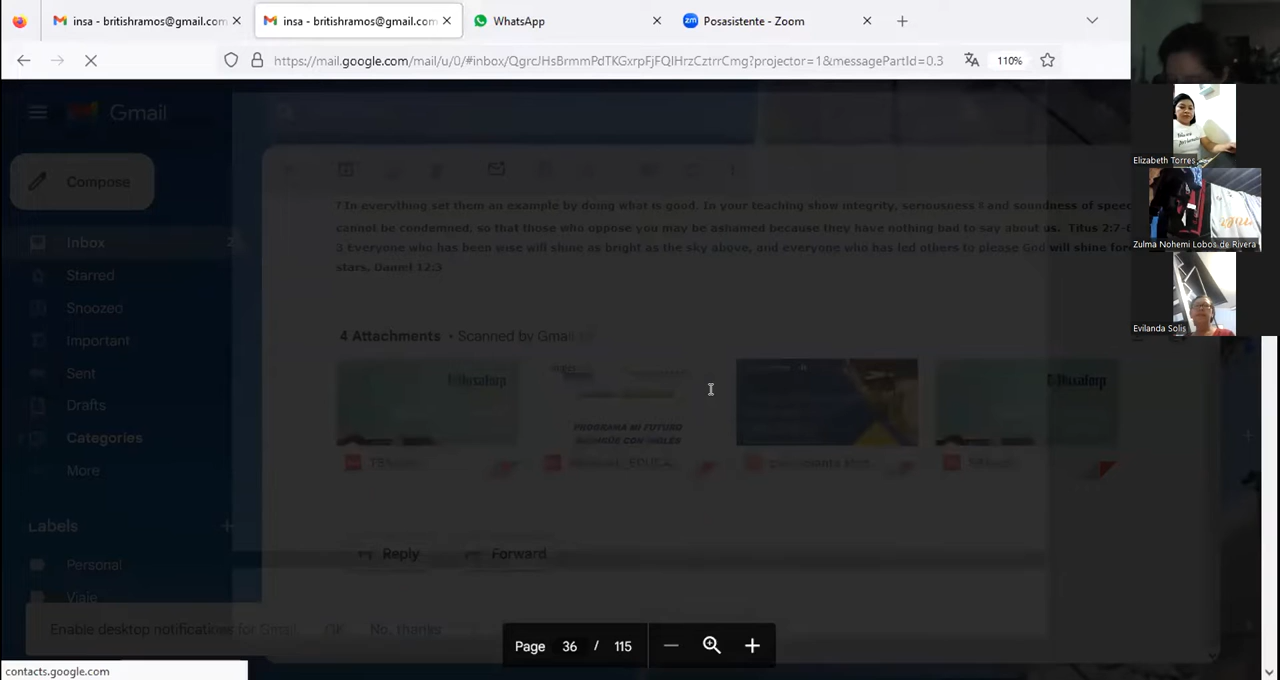 insa - britishramos@gmail.com
insa - britishramos@gmail.com
WhatsApp
zm Posasistente - Zoom
https://mail.google.com/mail/u/0/#inbox/QgrcJHsBrmmPdTKGxrpFjFQlHrzCztrrCmg?projector=1&messagePartId=0.3
110%
Gmail
Compose
Inbox 2
Starred
Snoozed
Important
Sent
Drafts
Categories
More
Labels
Personal
Viaje
7 In everything set them an example by doing what is good. In your teaching show integrity, seriousness 8 and soundness of speec
cannot be condemned, so that those who oppose you may be ashamed because they have nothing bad to say about us. Titus 2:7-8
3 Everyone who has been wise will shine as bright as the sky above, and everyone who has led others to please God will shine for
stars, Daniel 12:3
4 Attachments • Scanned by Gmail
PROGRAMA MI FUTURO
CON INGLES
Reply
Forward
Enable desktop notifications for Gmail. OK No, thanks
Page 36 / 115
contacts.google.com
Elizabeth Torres
Zulma Nohemi Lobos de Rivera
Evilanda Solis